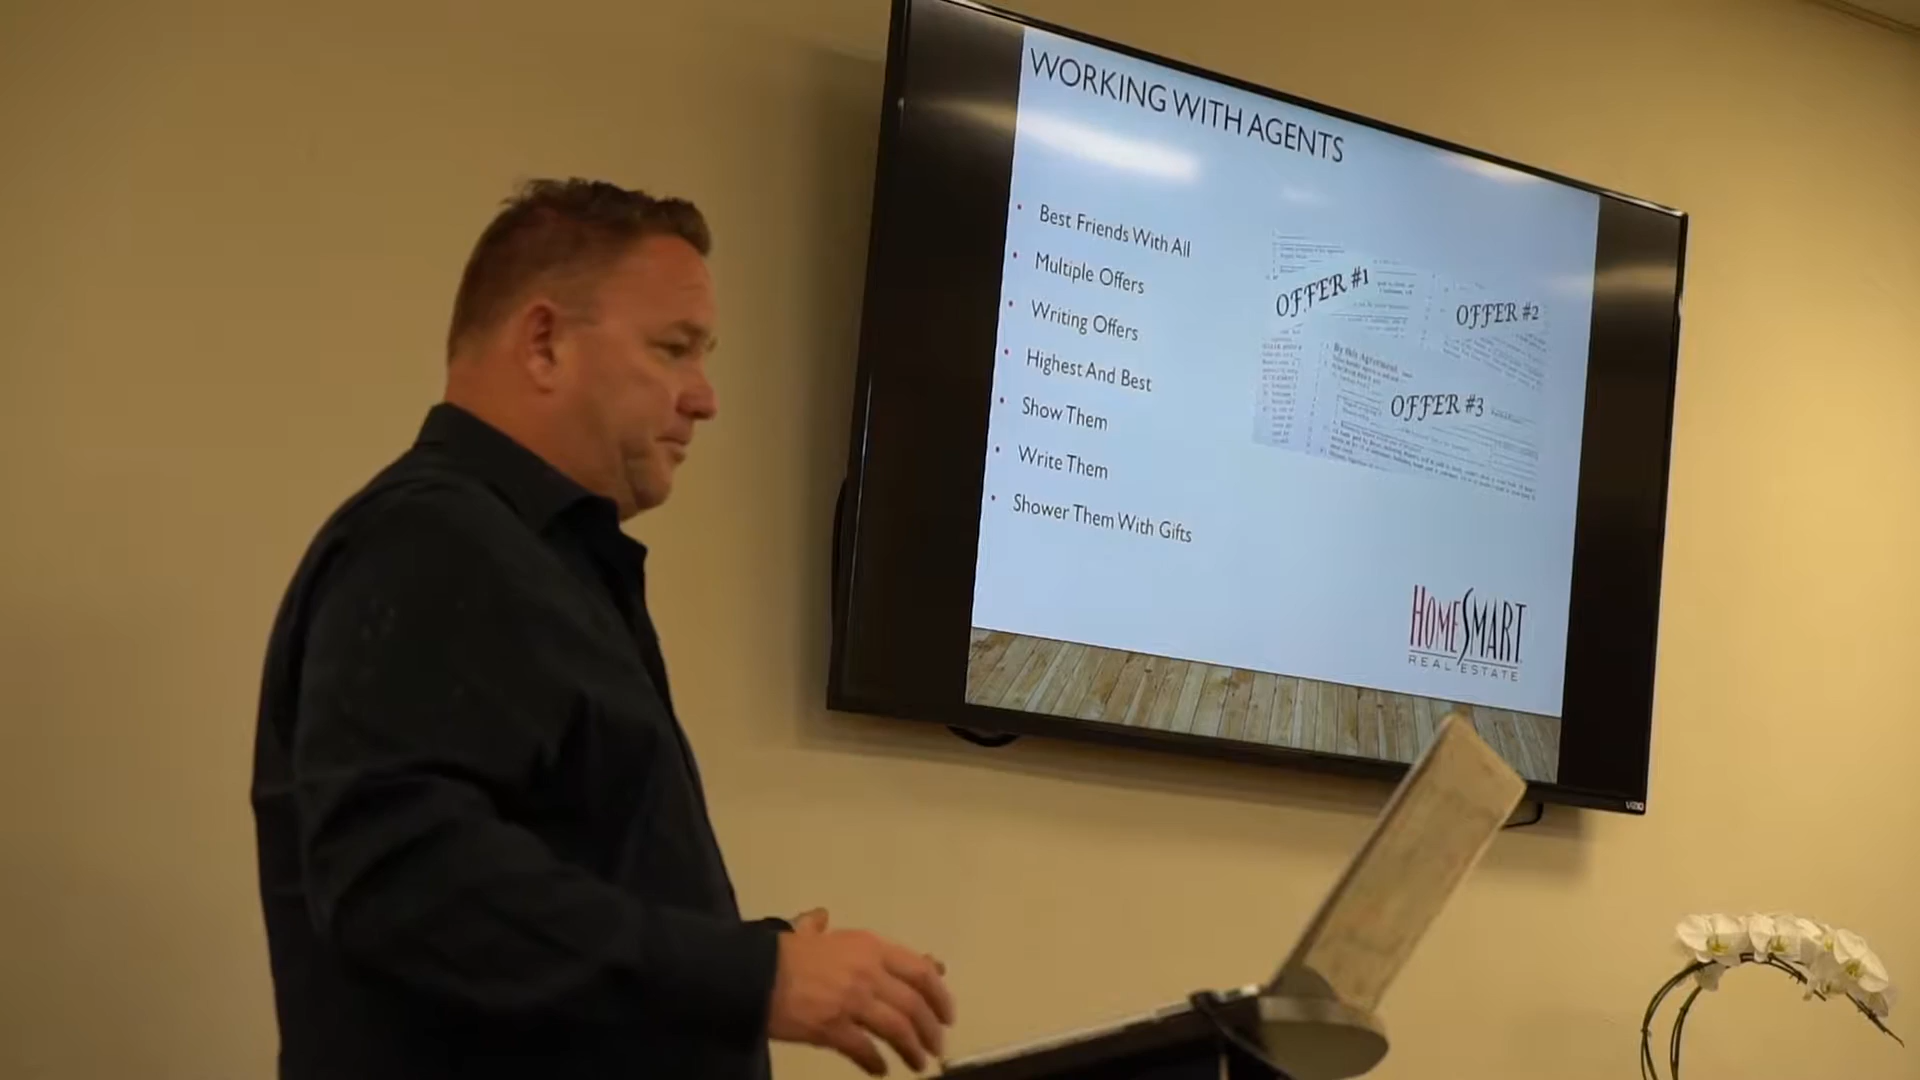 WORKING WITH AGENTS
• Best Friends With All
• Multiple Offers
• Writing Offers
• Highest And Best
• Show Them
• Write Them
• Shower Them With Gifts
OFFER #1
OFFER #2
By this Agreement,
OFFER #3
HOMESMART
REAL ESTATE
VIZIO